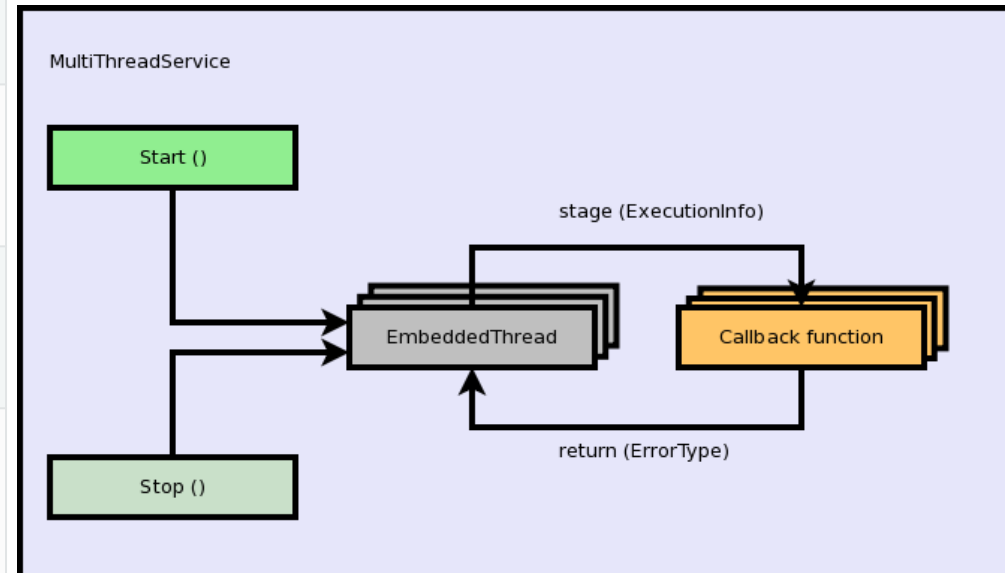 MultiThreadService
Start ()
stage (ExecutionInfo)
EmbeddedThread
Callback function
return (ErrorType)
Stop ()